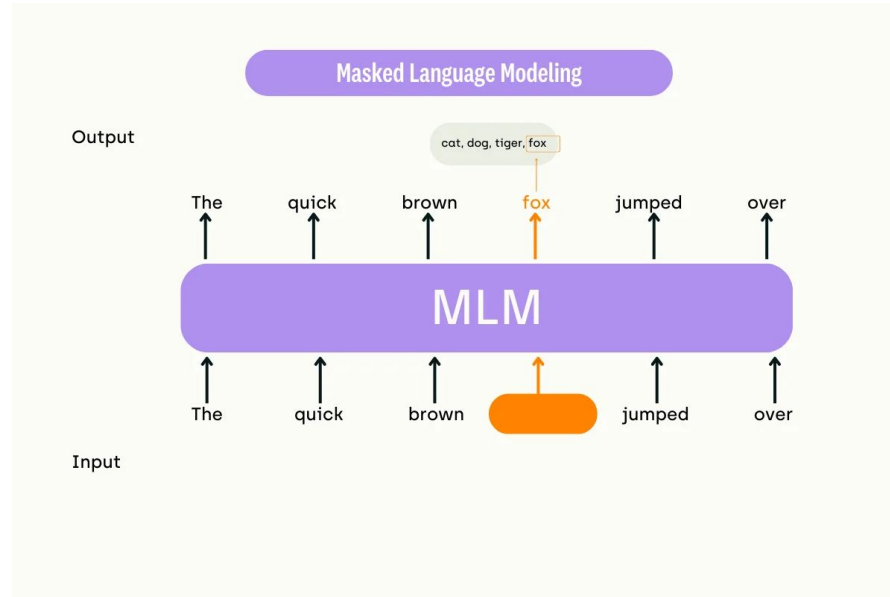 Masked Language Modeling
Output
cat, dog, tiger, fox
The quick brown fox jumped over
MLM
The quick brown jumped over
Input